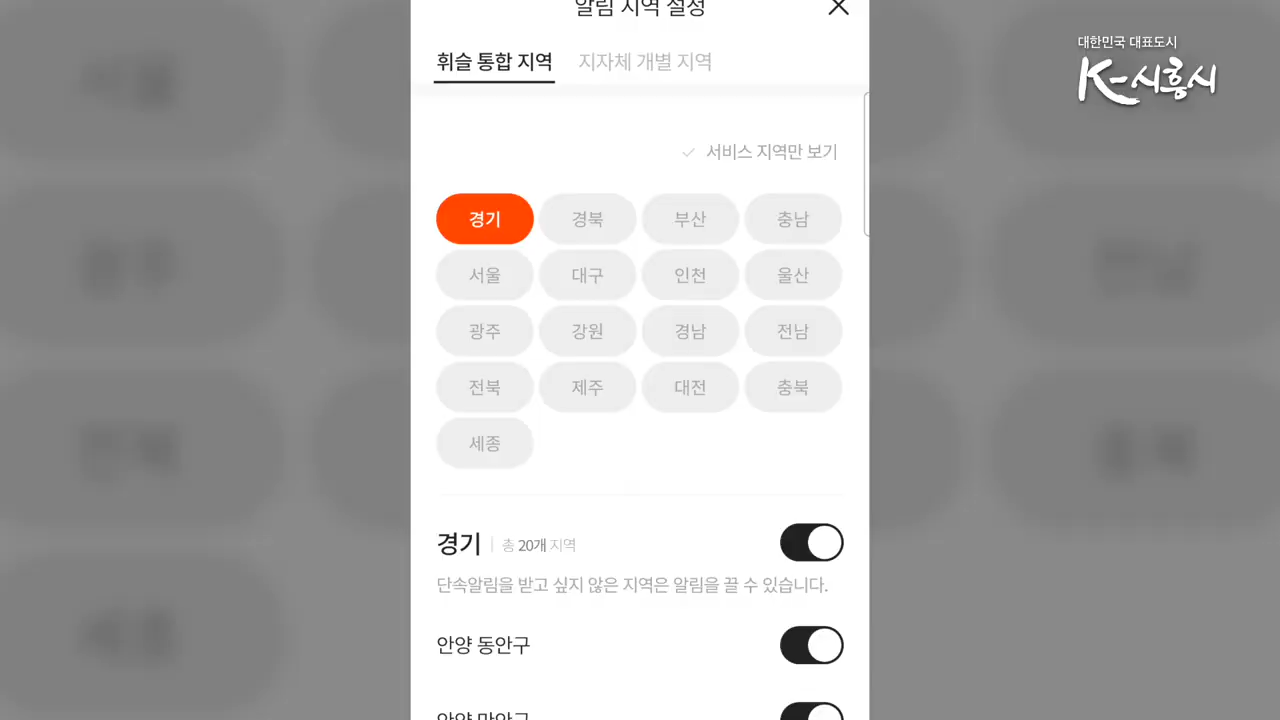 알림 지역 설정
대한민국 대표도시
K-시흥시
휘슬 통합 지역 지자체 개별 지역
서비스 지역만 보기
경기 경북 부산 충남
서울 대구 인천 울산
광주 강원 경남 전남
전북 제주 대전 충북
세종
경기 총 20개 지역
단속알림을 받고 싶지 않은 지역은 알림을 끌 수 있습니다.
안양 동안구
안양 만안구